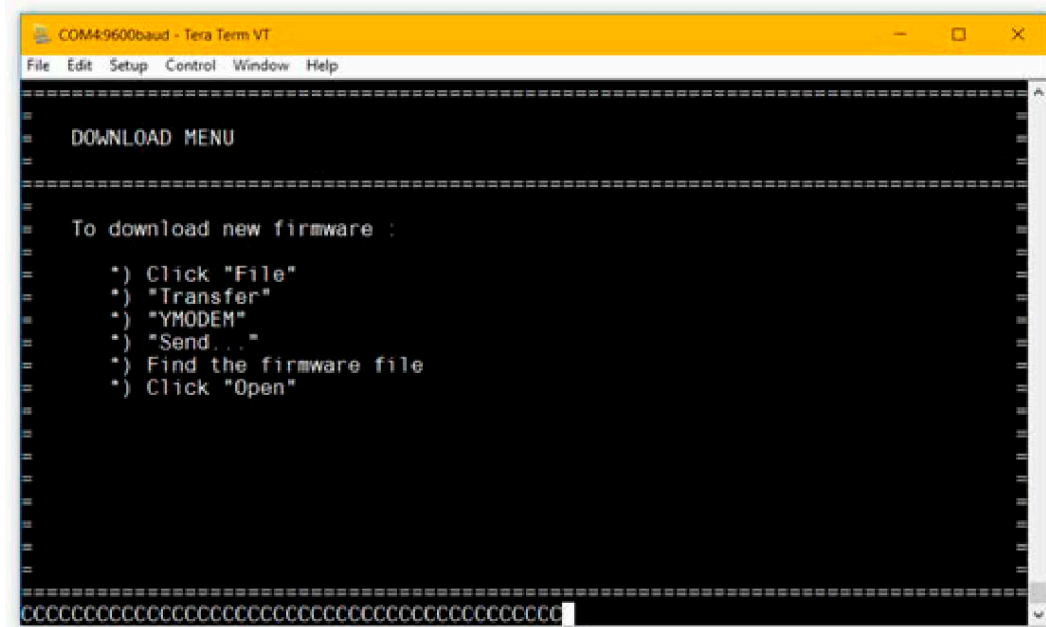 COM4:9600baud - Tera Term VT
File Edit Setup Control Window Help
================================================================================
= =
= DOWNLOAD MENU =
= =
================================================================================
= =
= To download new firmware : =
= =
= *) Click "File" =
= *) "Transfer" =
= *) "YMODEM" =
= *) "Send..." =
= *) Find the firmware file =
= *) Click "Open" =
= =
= =
= =
= =
= =
= =
= =
= =
================================================================================
CCCCCCCCCCCCCCCCCCCCCCCCCCCCCCCCCCCCCCCCCCC